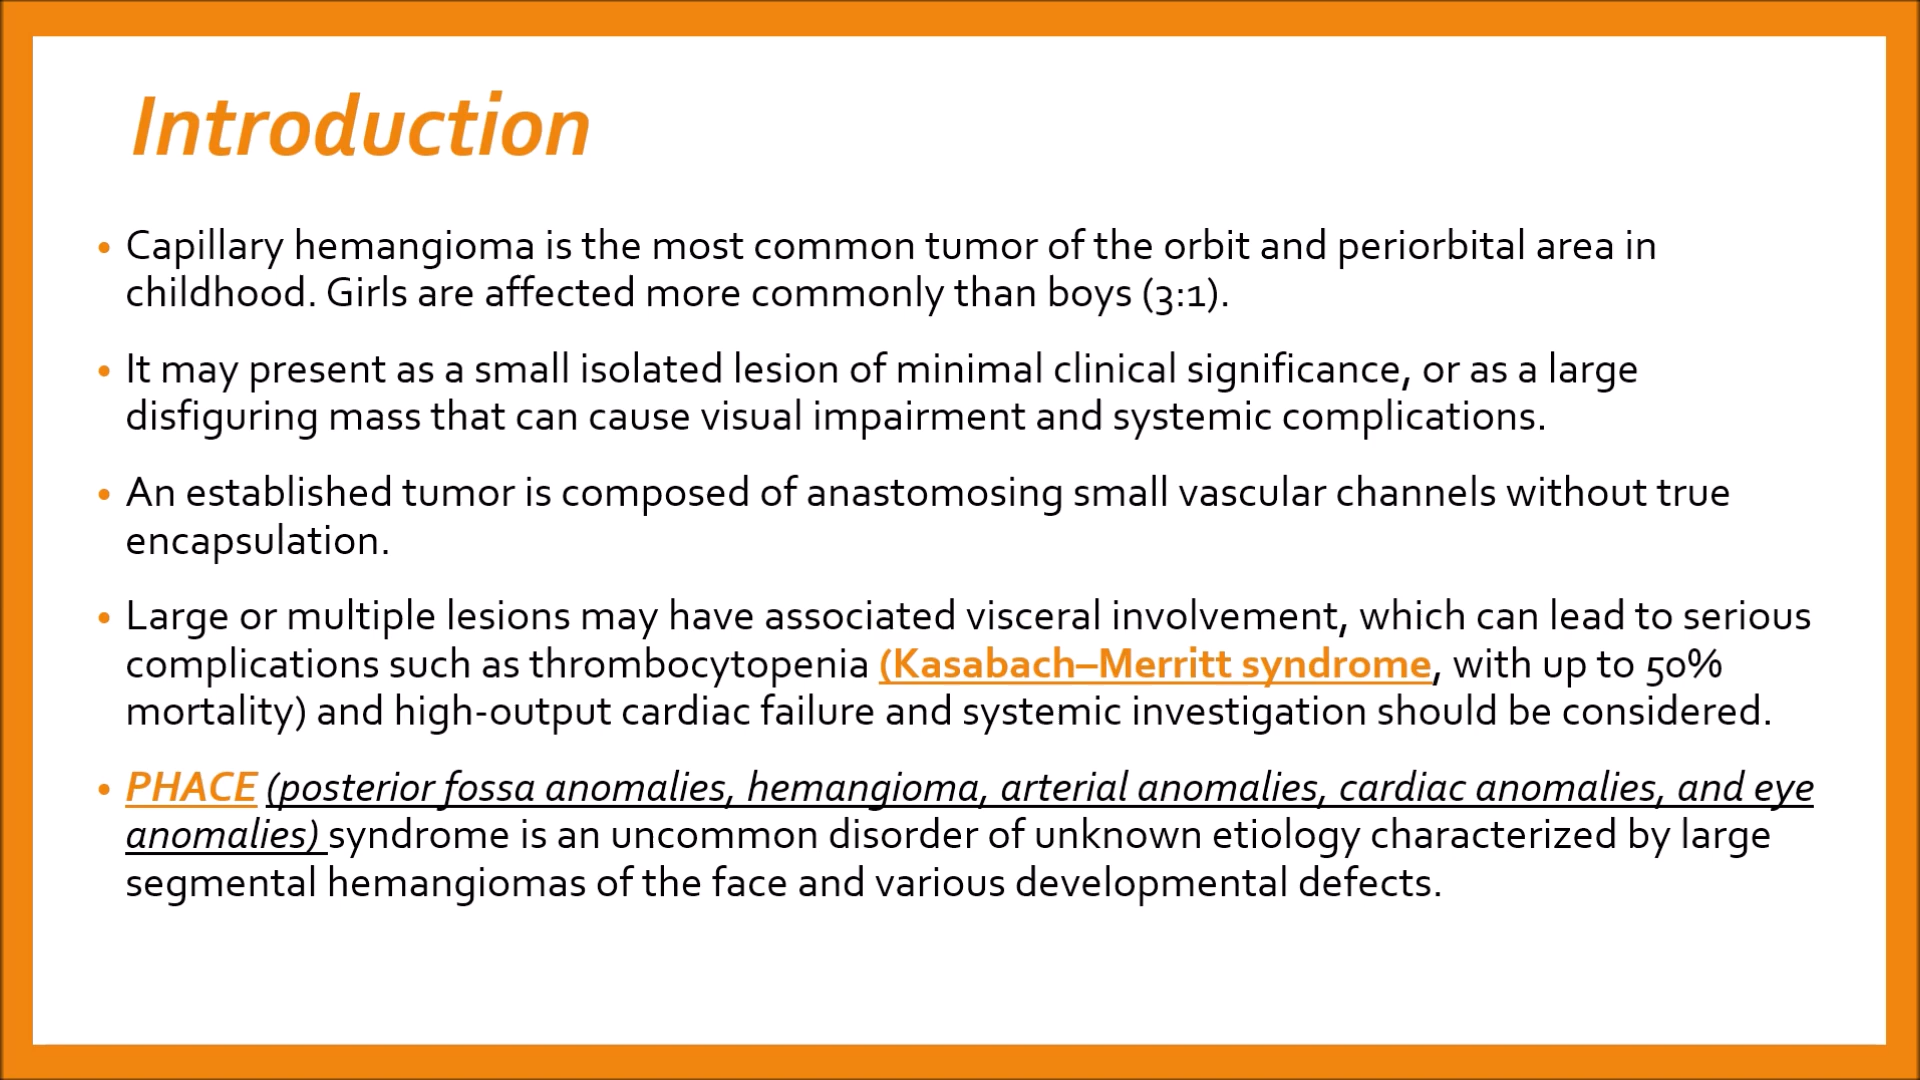 Introduction
• Capillary hemangioma is the most common tumor of the orbit and periorbital area in
childhood. Girls are affected more commonly than boys (3:1).
• It may present as a small isolated lesion of minimal clinical significance, or as a large
disfiguring mass that can cause visual impairment and systemic complications.
• An established tumor is composed of anastomosing small vascular channels without true
encapsulation.
• Large or multiple lesions may have associated visceral involvement, which can lead to serious
complications such as thrombocytopenia (Kasabach–Merritt syndrome, with up to 50%
mortality) and high-output cardiac failure and systemic investigation should be considered.
• PHACE (posterior fossa anomalies, hemangioma, arterial anomalies, cardiac anomalies, and eye
anomalies) syndrome is an uncommon disorder of unknown etiology characterized by large
segmental hemangiomas of the face and various developmental defects.